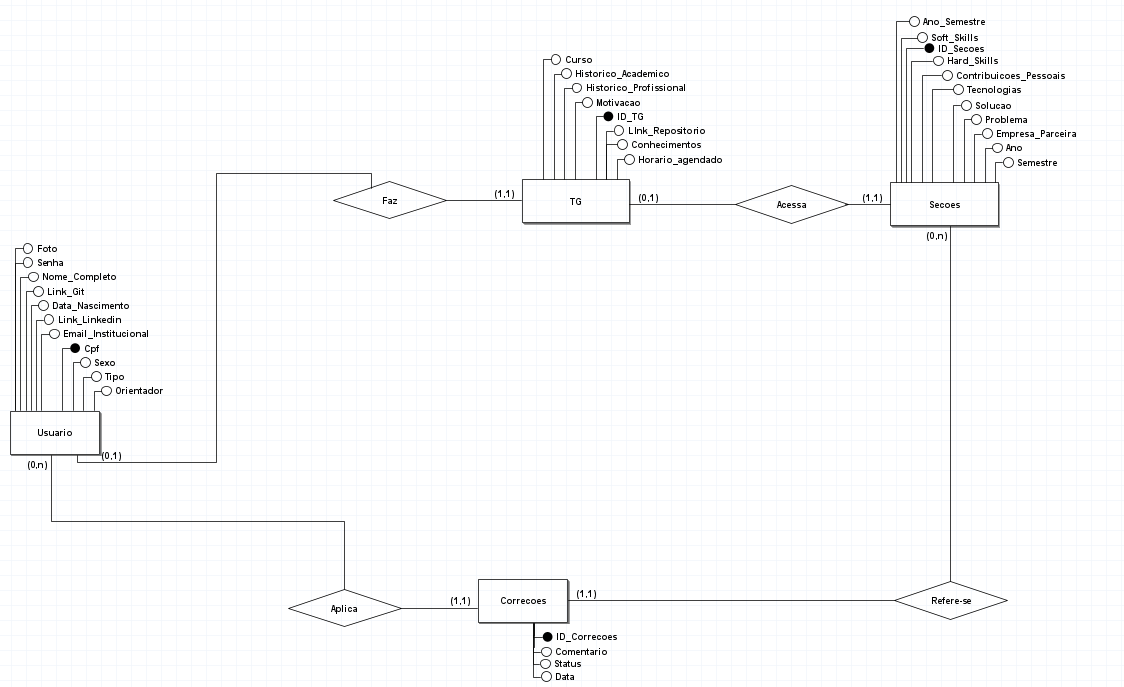 Ano_Semestre
Soft_Skills
ID_Secoes
Hard_Skills
Contribuicoes_Pessoais
Tecnologias
Solucao
Problema
Empresa_Parceira
Ano
Semestre
Curso
Historico_Academico
Historico_Profissional
Motivacao
ID_TG
LInk_Repositorio
Conhecimentos
Horario_agendado
Faz
(1,1)
TG
(0,1)
Acessa
(1,1)
Secoes
(0,n)
Foto
Senha
Nome_Completo
Link_Git
Data_Nascimento
Link_Linkedin
Email_Institucional
Cpf
Sexo
Tipo
Orientador
Usuario
(0,1)
(0,n)
Aplica
(1,1)
Correcoes
(1,1)
Refere-se
ID_Correcoes
Comentario
Status
Data